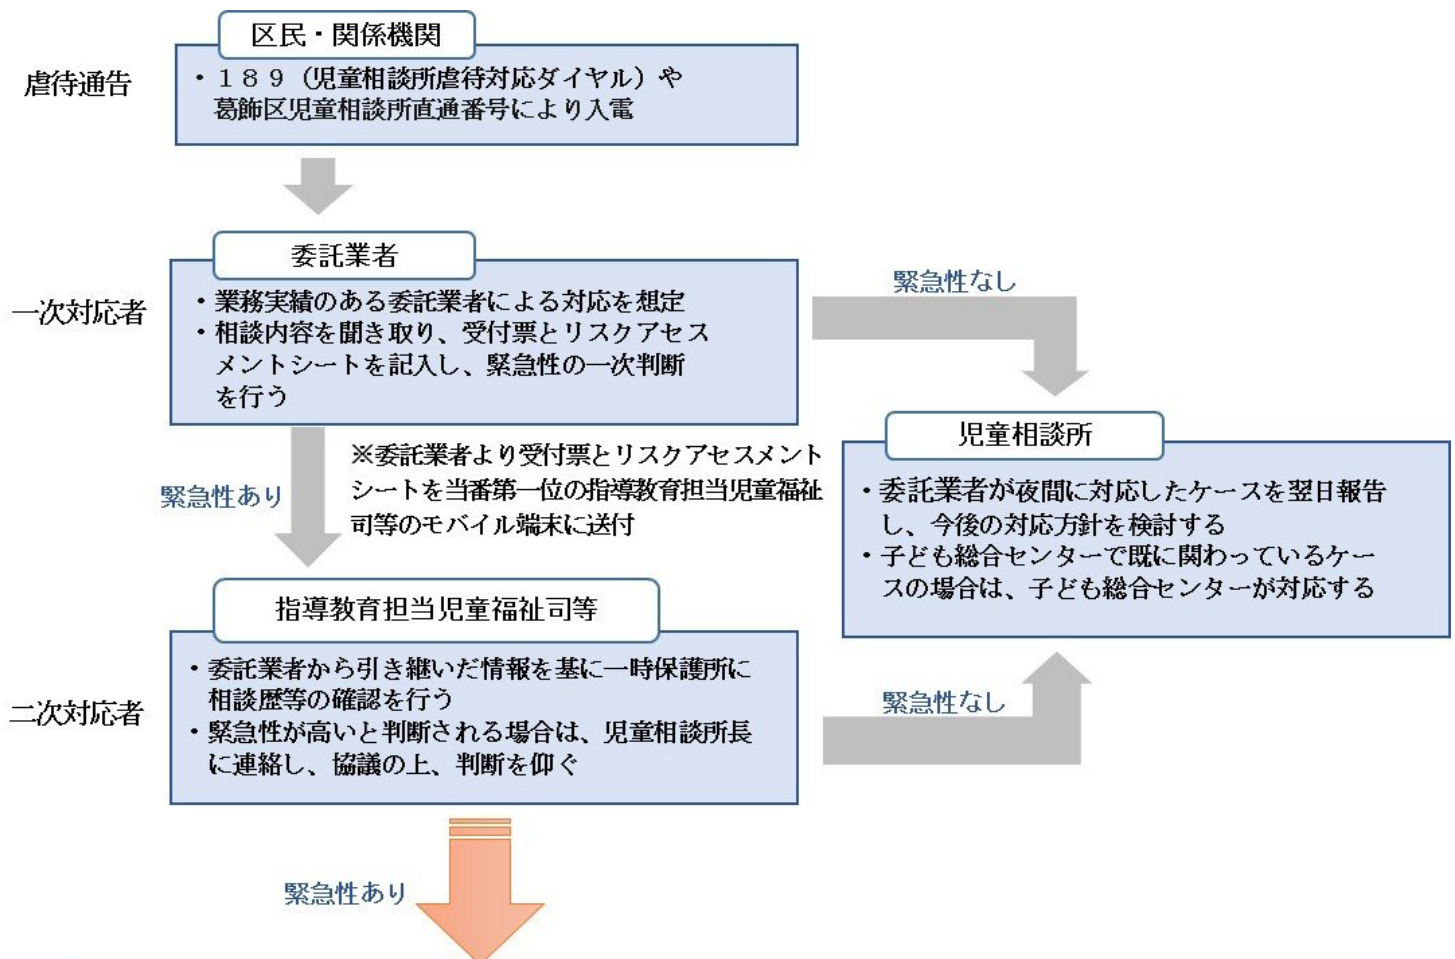 区民・関係機関
虐待通告
・１８９（児童相談所虐待対応ダイヤル）や
葛飾区児童相談所直通番号により入電
委託業者
一次対応者
・業務実績のある委託業者による対応を想定
・相談内容を聞き取り、受付票とリスクアセス
メントシートを記入し、緊急性の一次判断
を行う
緊急性なし
緊急性あり
※委託業者より受付票とリスクアセスメント
シートを当番第一位の指導教育担当児童福祉
司等のモバイル端末に送付
児童相談所
・委託業者が夜間に対応したケースを翌日報告
し、今後の対応方針を検討する
・子ども総合センターで既に関わっているケー
スの場合は、子ども総合センターが対応する
指導教育担当児童福祉司等
二次対応者
・委託業者から引き継いだ情報を基に一時保護所に
相談歴等の確認を行う
・緊急性が高いと判断される場合は、児童相談所長
に連絡し、協議の上、判断を仰ぐ
緊急性なし
緊急性あり